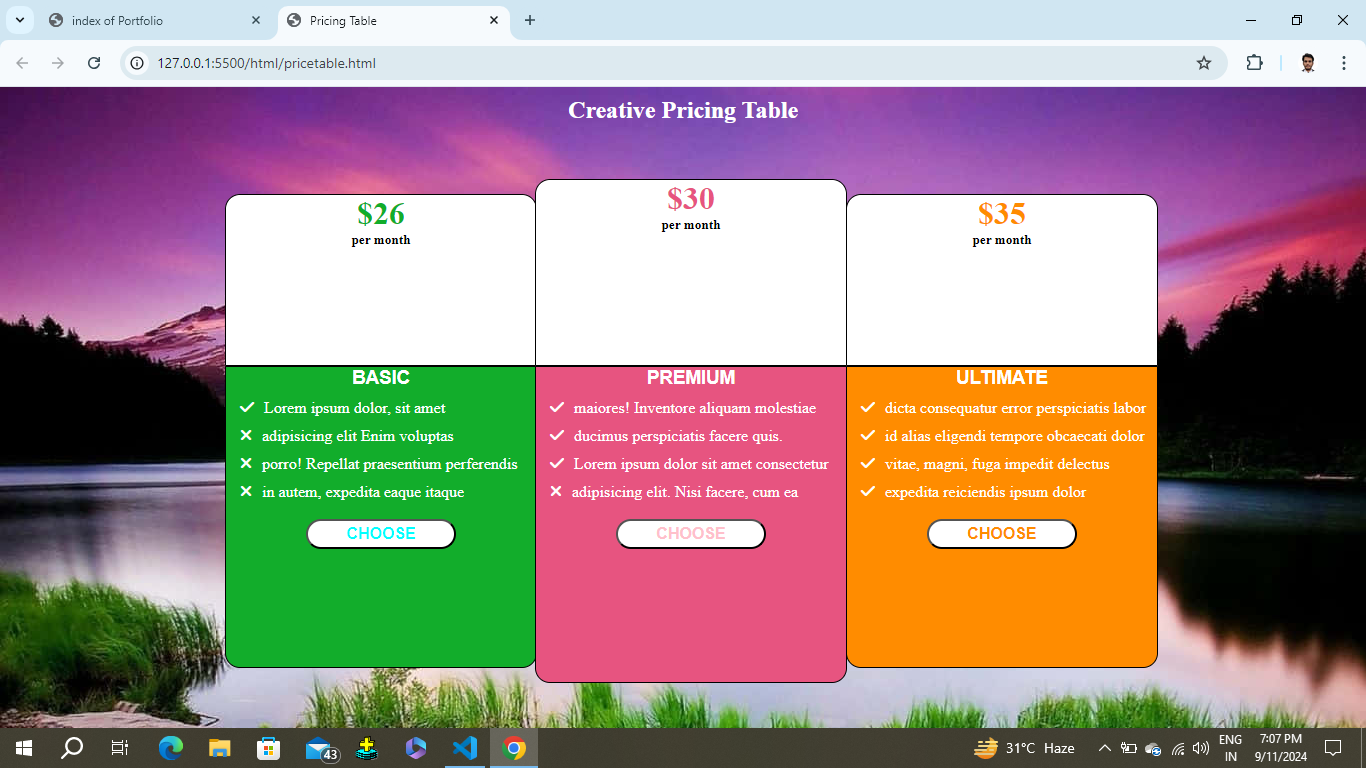 index of Portfolio
Pricing Table
127.0.0.1:5500/html/pricetable.html
Creative Pricing Table
$26
per month
BASIC
Lorem ipsum dolor, sit amet
adipisicing elit Enim voluptas
porro! Repellat praesentium perferendis
in autem, expedita eaque itaque
CHOOSE
$30
per month
PREMIUM
maiores! Inventore aliquam molestiae
ducimus perspiciatis facere quis.
Lorem ipsum dolor sit amet consectetur
adipisicing elit. Nisi facere, cum ea
CHOOSE
$35
per month
ULTIMATE
dicta consequatur error perspiciatis labor
id alias eligendi tempore obcaecati dolor
vitae, magni, fuga impedit delectus
expedita reiciendis ipsum dolor
CHOOSE
43
31°C Haze
ENG
IN
7:07 PM
9/11/2024